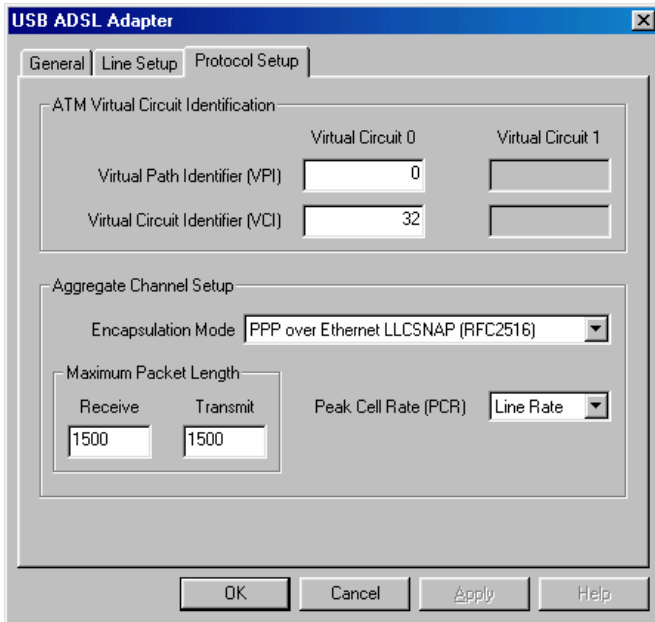 USB ADSL Adapter
General Line Setup Protocol Setup
ATM Virtual Circuit Identification
Virtual Circuit 0 Virtual Circuit 1
Virtual Path Identifier (VPI) 0
Virtual Circuit Identifier (VCI) 32
Aggregate Channel Setup
Encapsulation Mode PPP over Ethernet LLCSNAP (RFC2516)
Maximum Packet Length
Receive Transmit Peak Cell Rate (PCR) Line Rate
1500 1500
OK Cancel Apply Help